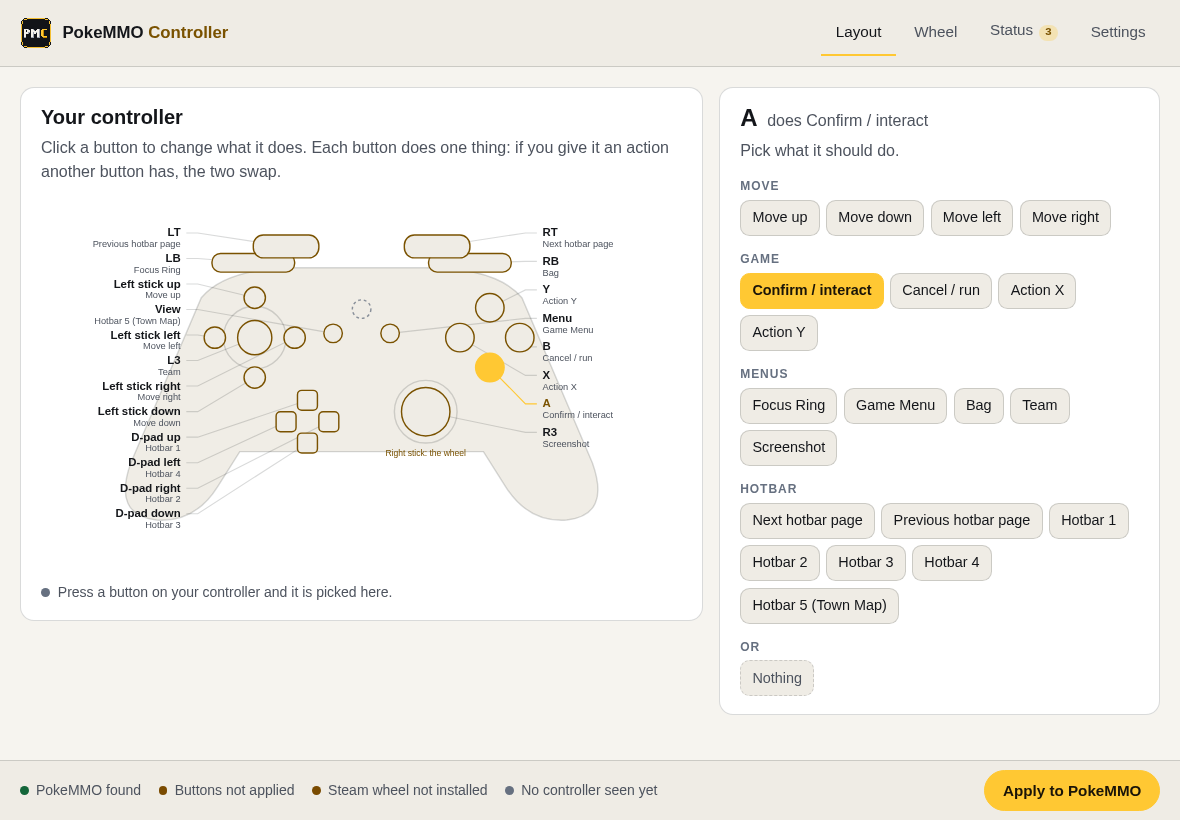 PMC
PokeMMO Controller
Layout
Wheel
Status 3
Settings
Your controller
Click a button to change what it does. Each button does one thing: if you give it an action
another button has, the two swap.
LT
Previous hotbar page
LB
Focus Ring
Left stick up
Move up
View
Hotbar 5 (Town Map)
Left stick left
Move left
L3
Team
Left stick right
Move right
Left stick down
Move down
D-pad up
Hotbar 1
D-pad left
Hotbar 4
D-pad right
Hotbar 2
D-pad down
Hotbar 3
RT
Next hotbar page
RB
Bag
Y
Action Y
Menu
Game Menu
B
Cancel / run
X
Action X
A
Confirm / interact
R3
Screenshot
Right stick: the wheel
Press a button on your controller and it is picked here.
A does Confirm / interact
Pick what it should do.
MOVE
Move up Move down Move left Move right
GAME
Confirm / interact Cancel / run Action X
Action Y
MENUS
Focus Ring Game Menu Bag Team
Screenshot
HOTBAR
Next hotbar page Previous hotbar page Hotbar 1
Hotbar 2 Hotbar 3 Hotbar 4
Hotbar 5 (Town Map)
OR
Nothing
PokeMMO found
Buttons not applied
Steam wheel not installed
No controller seen yet
Apply to PokeMMO